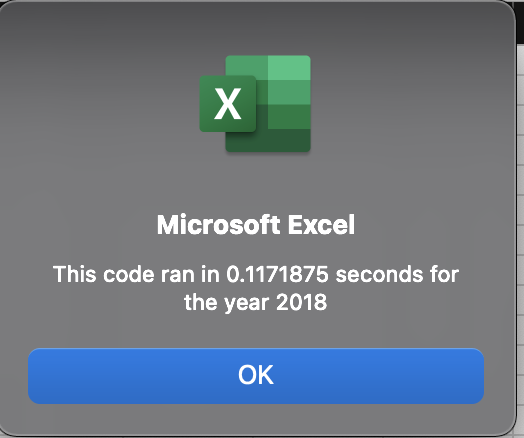 X
Microsoft Excel
This code ran in 0.1171875 seconds for
the year 2018
OK